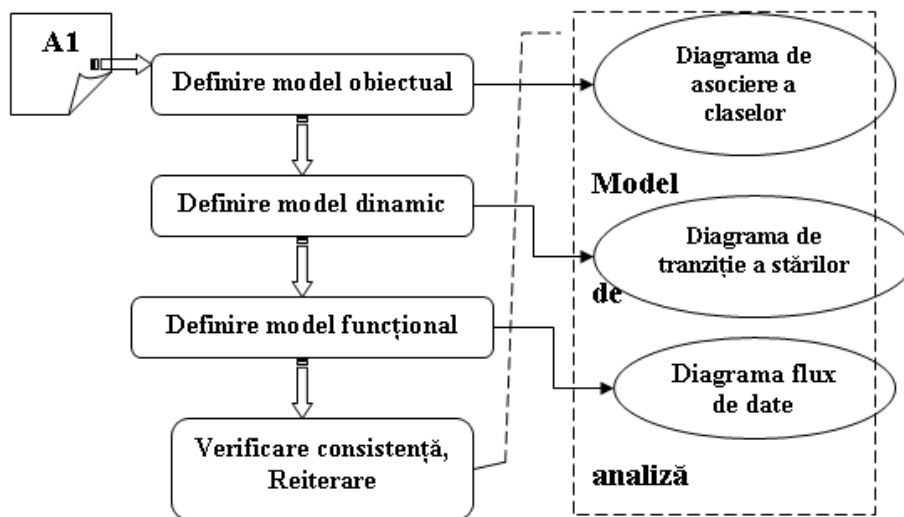 A1
Definire model obiectual
Definire model dinamic
Definire model funcțional
Verificare consistență,
Reiterare
Diagrama de
asociere a
claselor
Model
Diagrama de
tranziție a stărilor
de
Diagrama flux
de date
analiză